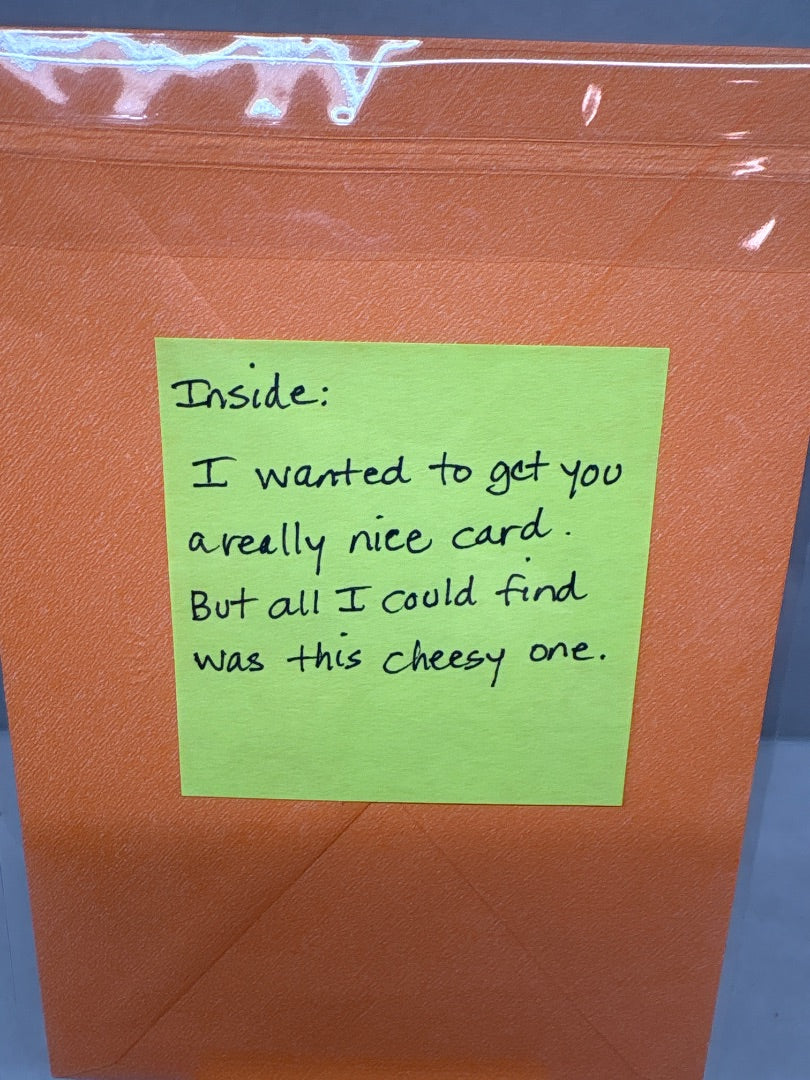 Inside:
I wanted to get you
a really nice card.
But all I could find
was this cheesy one.